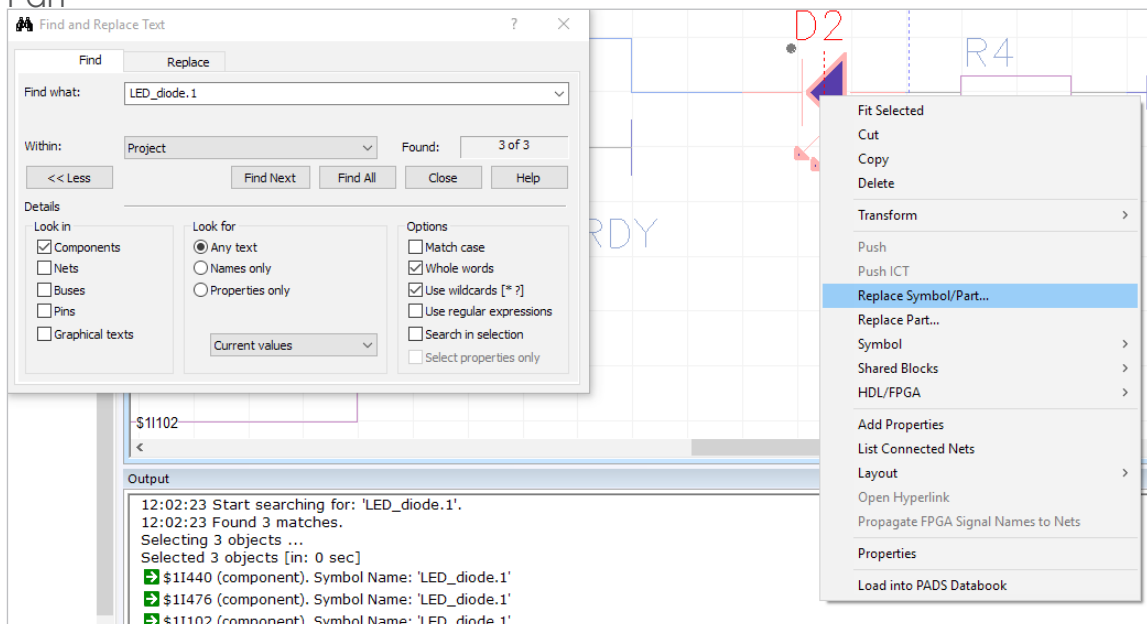 Find and Replace Text ? ×
Find Replace
Find what: LED_diode.1
Within: Project Found: 3 of 3
<< Less Find Next Find All Close Help
Details
Look in Look for Options
Components Any text Match case
Nets Names only Whole words
Buses Properties only Use wildcards [* ?]
Pins Use regular expressions
Graphical texts Current values Search in selection
Select properties only
D2
R4
RDY
Fit Selected
Cut
Copy
Delete
Transform >
Push
Push ICT
Replace Symbol/Part...
Replace Part...
Symbol >
Shared Blocks >
HDL/FPGA >
Add Properties
List Connected Nets
Layout >
Open Hyperlink
Propagate FPGA Signal Names to Nets
Properties
Load into PADS Databook
$1I102
<
Output
12:02:23 Start searching for: 'LED_diode.1'.
12:02:23 Found 3 matches.
Selecting 3 objects ...
Selected 3 objects [in: 0 sec]
$1I440 (component). Symbol Name: 'LED_diode.1'
$1I476 (component). Symbol Name: 'LED_diode.1'
$1I102 (component). Symbol Name: 'LED_diode.1'